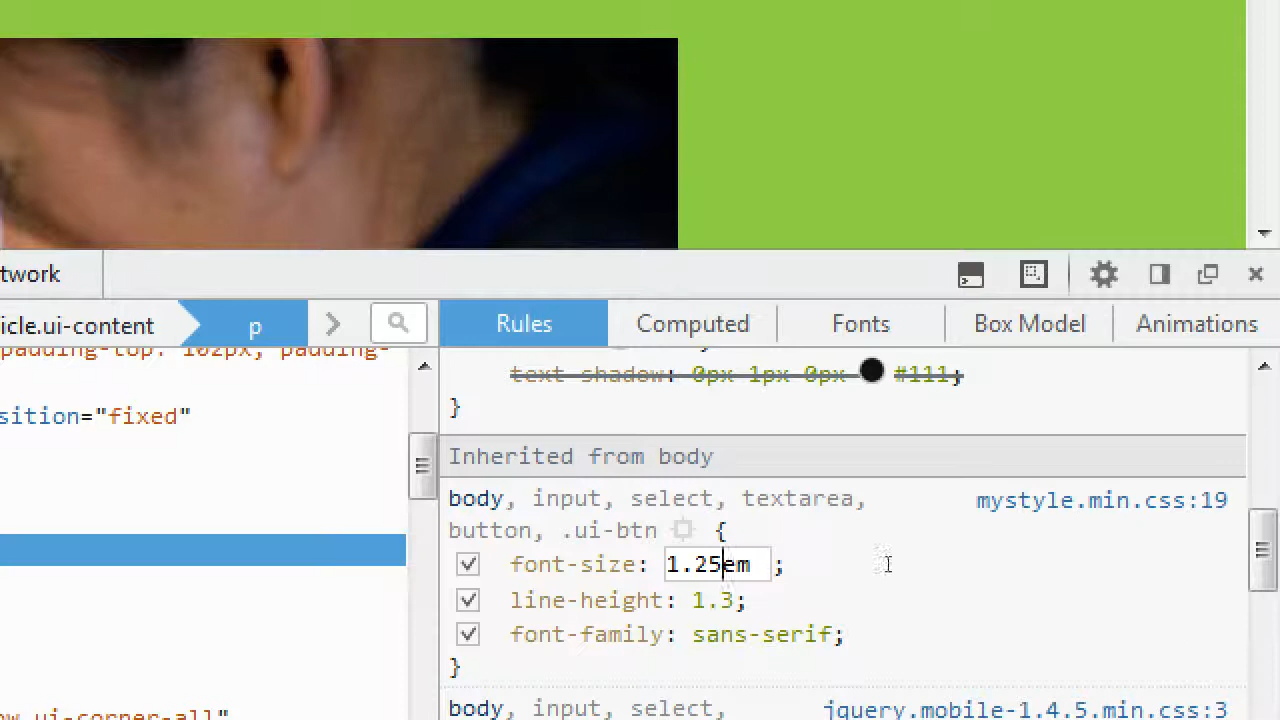 twork
icle.ui-content
p
Rules
Computed
Fonts
Box Model
Animations
padding-top: 102px; padding-
sition="fixed"
ui-corner-all"
text-shadow: 0px 1px 0px #111;
}
Inherited from body
body, input, select, textarea,
mystyle.min.css:19
button, .ui-btn {
font-size: 1.25em ;
line-height: 1.3;
font-family: sans-serif;
}
body, input, select,
jquery.mobile-1.4.5.min.css:3